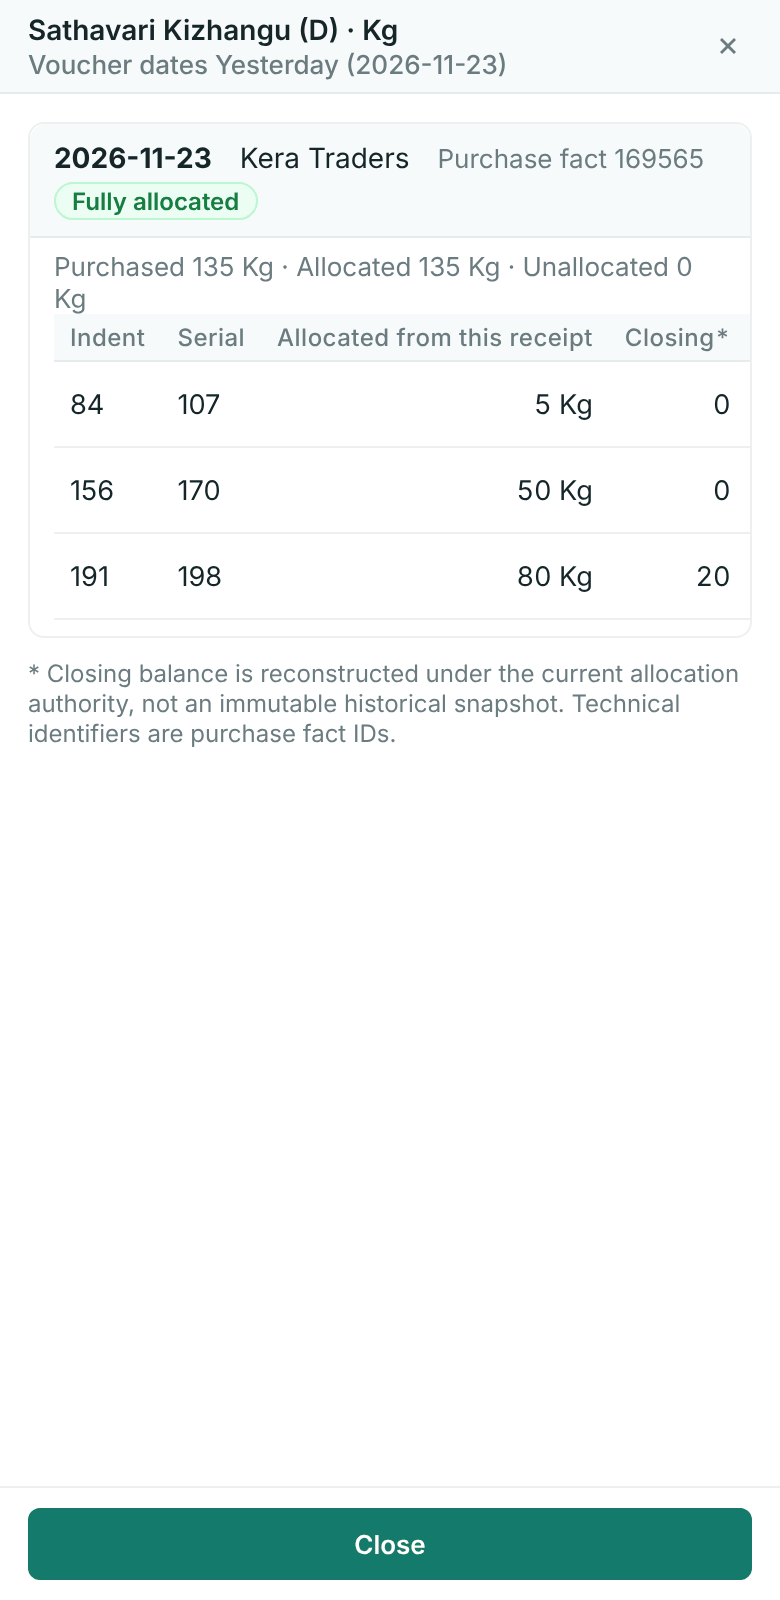 Sathavari Kizhangu (D) · Kg
Voucher dates Yesterday (2026-11-23)
×
2026-11-23 Kera Traders Purchase fact 169565
Fully allocated
Purchased 135 Kg · Allocated 135 Kg · Unallocated 0
Kg
Indent Serial Allocated from this receipt Closing*
84 107 5 Kg 0
156 170 50 Kg 0
191 198 80 Kg 20
* Closing balance is reconstructed under the current allocation
authority, not an immutable historical snapshot. Technical
identifiers are purchase fact IDs.
Close